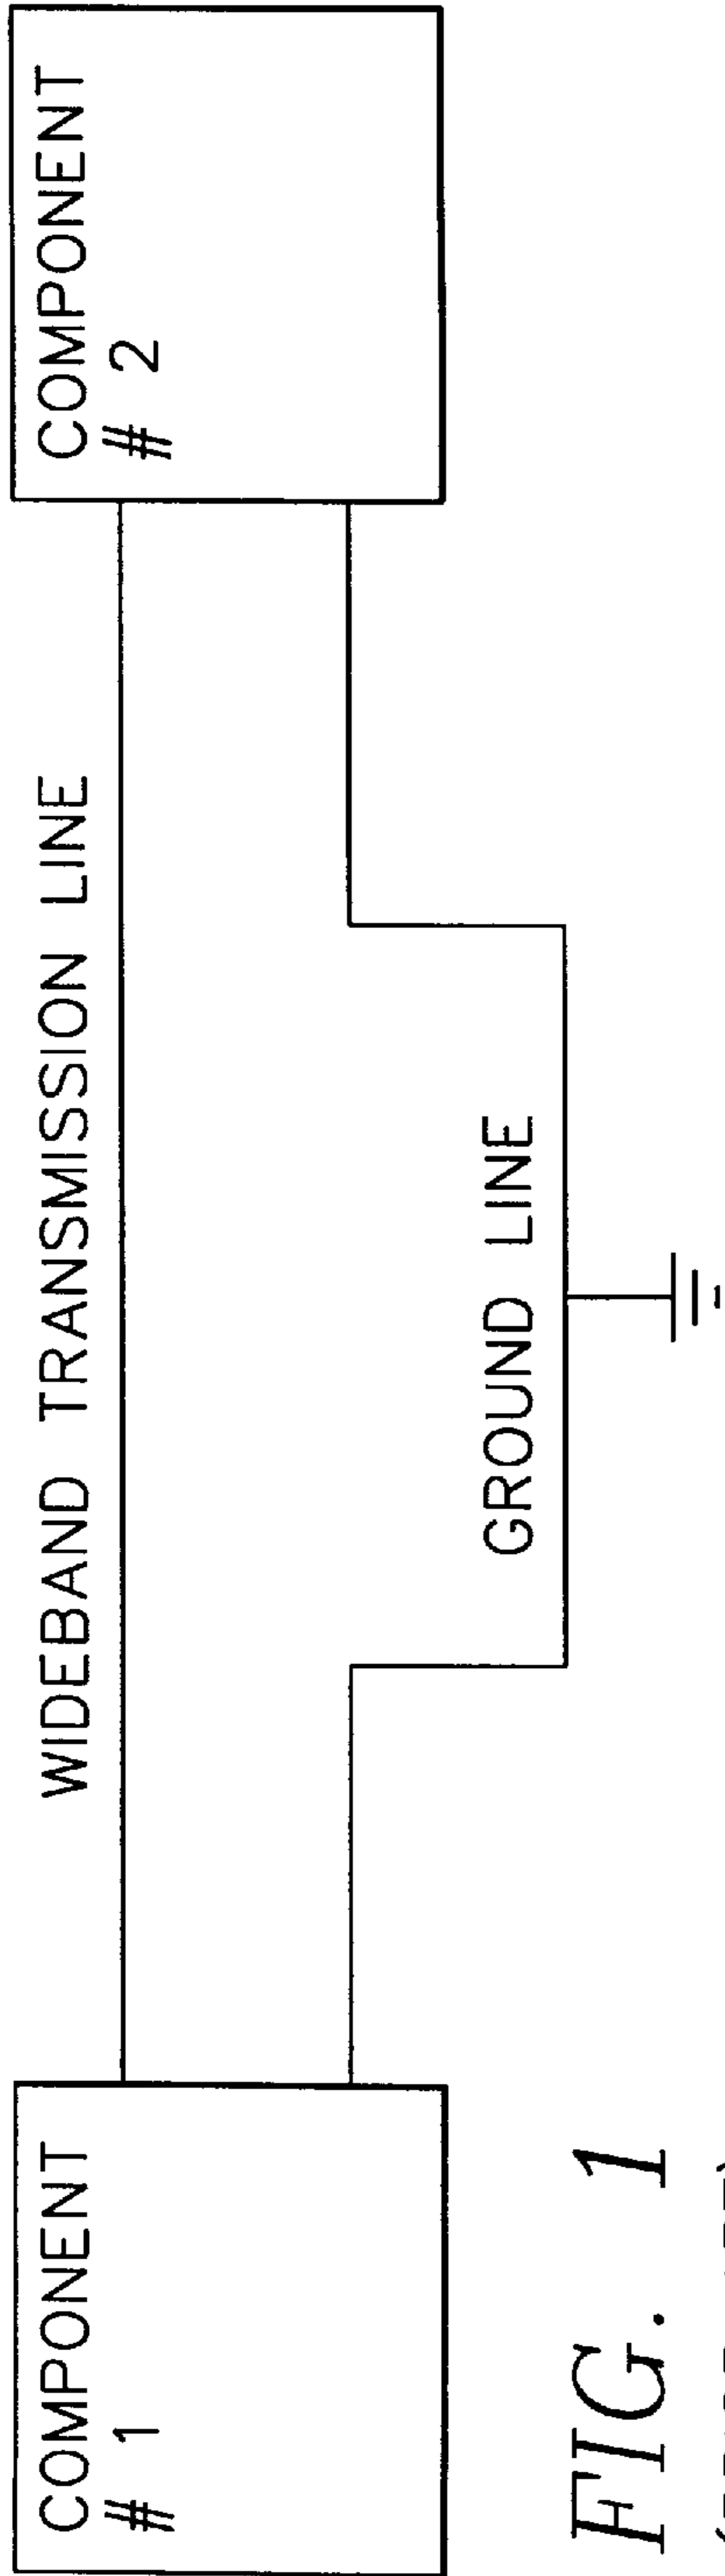 COMPONENT
# 1
WIDEBAND TRANSMISSION LINE
COMPONENT
# 2
GROUND LINE
FIG. 1